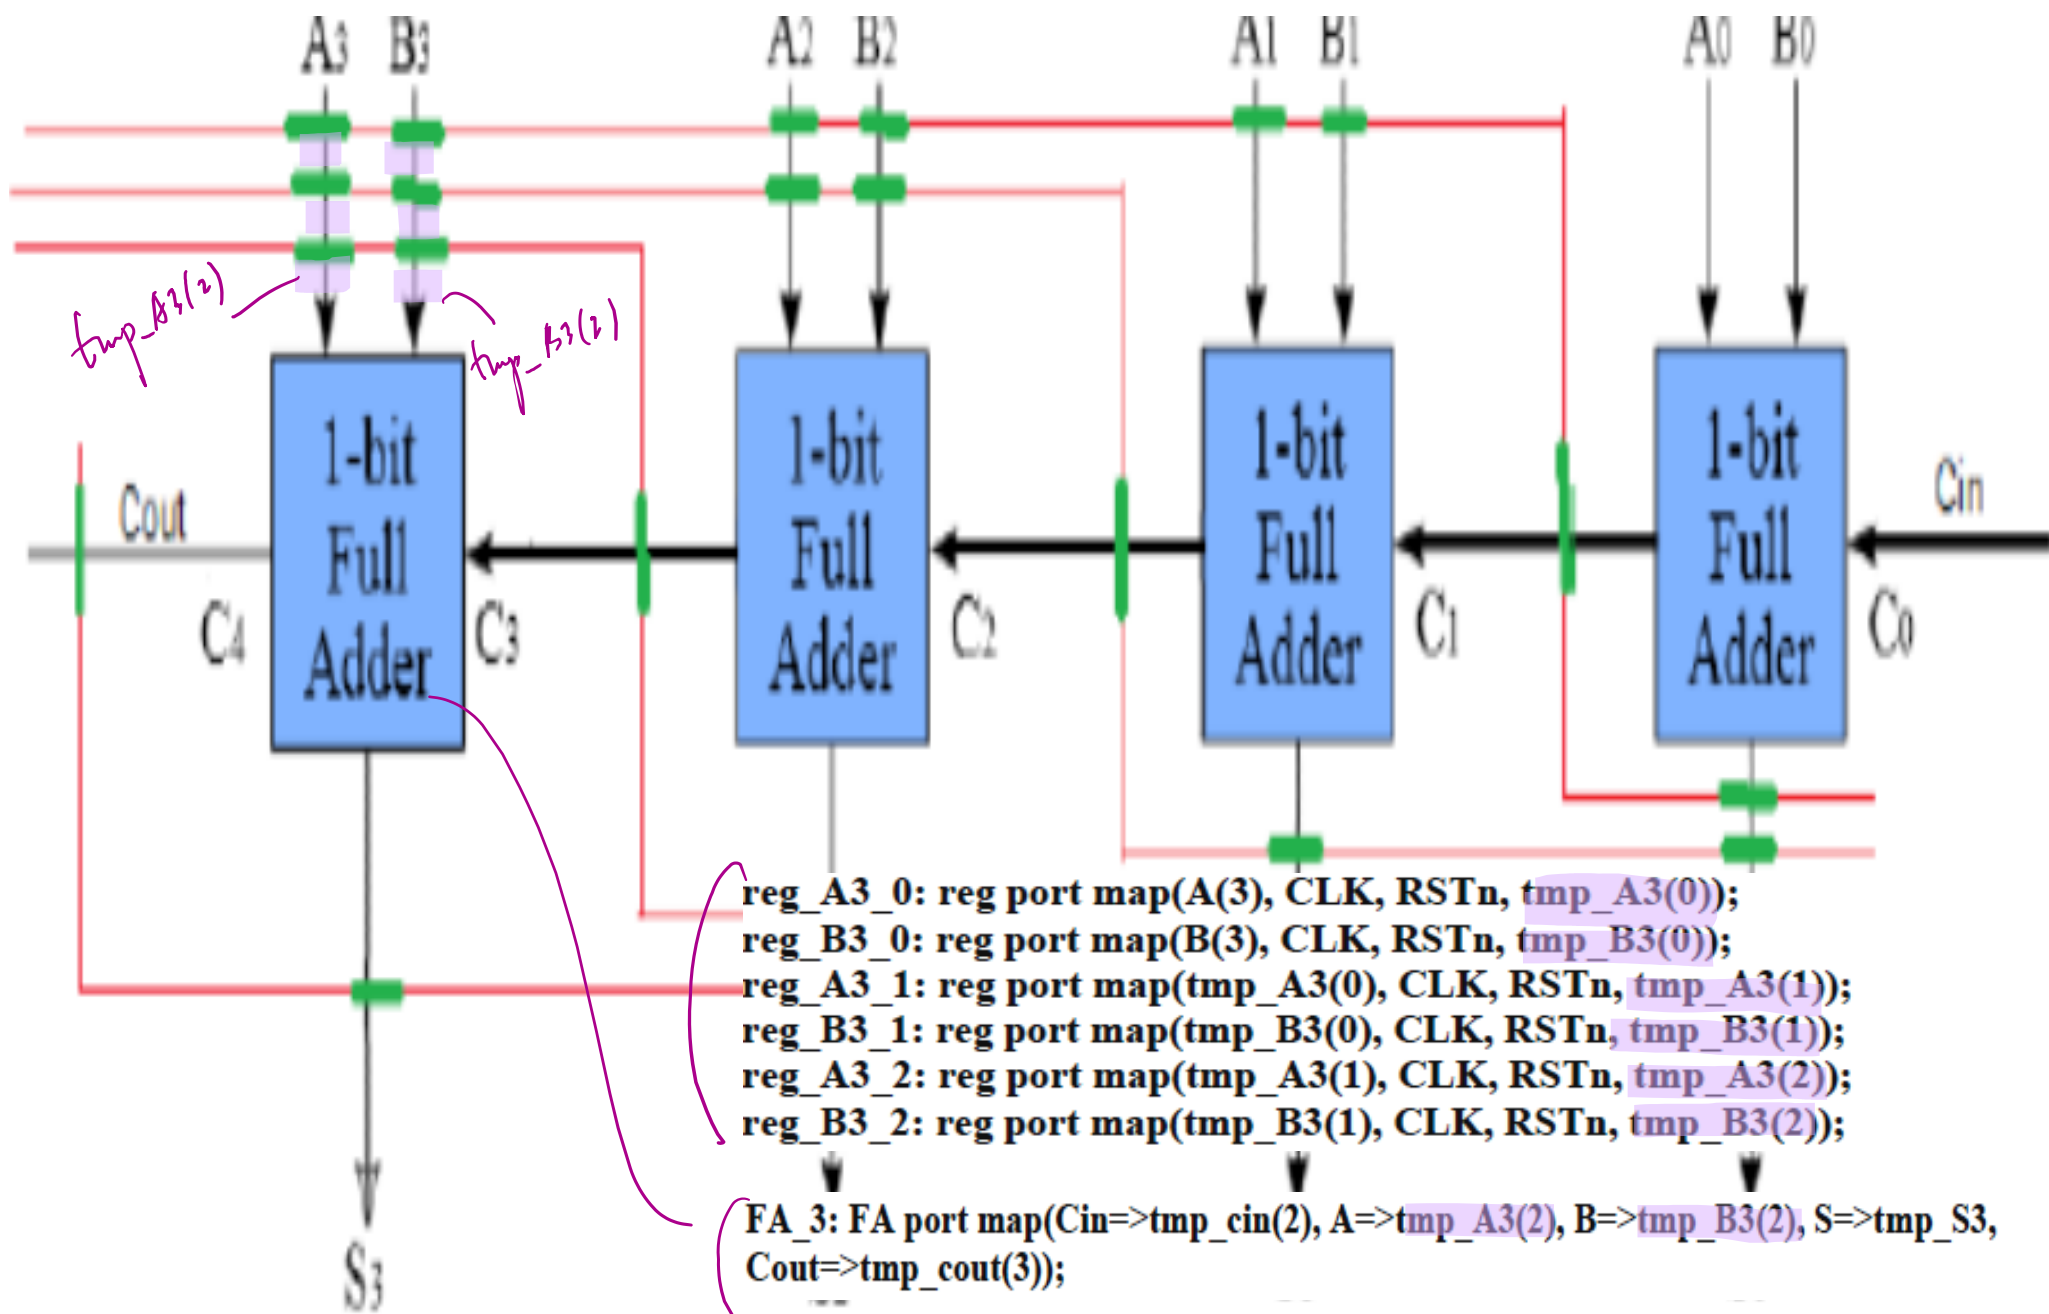 A3 B3 A2 B2 A1 B1 A0 B0
tmp_A3(2)
tmp_B3(2)
1-bit Full Adder
1-bit Full Adder
1-bit Full Adder
1-bit Full Adder
Cout
Cin
C4 C3 C2 C1 C0
reg_A3_0: reg port map(A(3), CLK, RSTn, tmp_A3(0));
reg_B3_0: reg port map(B(3), CLK, RSTn, tmp_B3(0));
reg_A3_1: reg port map(tmp_A3(0), CLK, RSTn, tmp_A3(1));
reg_B3_1: reg port map(tmp_B3(0), CLK, RSTn, tmp_B3(1));
reg_A3_2: reg port map(tmp_A3(1), CLK, RSTn, tmp_A3(2));
reg_B3_2: reg port map(tmp_B3(1), CLK, RSTn, tmp_B3(2));
FA_3: FA port map(Cin=>tmp_cin(2), A=>tmp_A3(2), B=>tmp_B3(2), S=>tmp_S3,
Cout=>tmp_cout(3));
S3